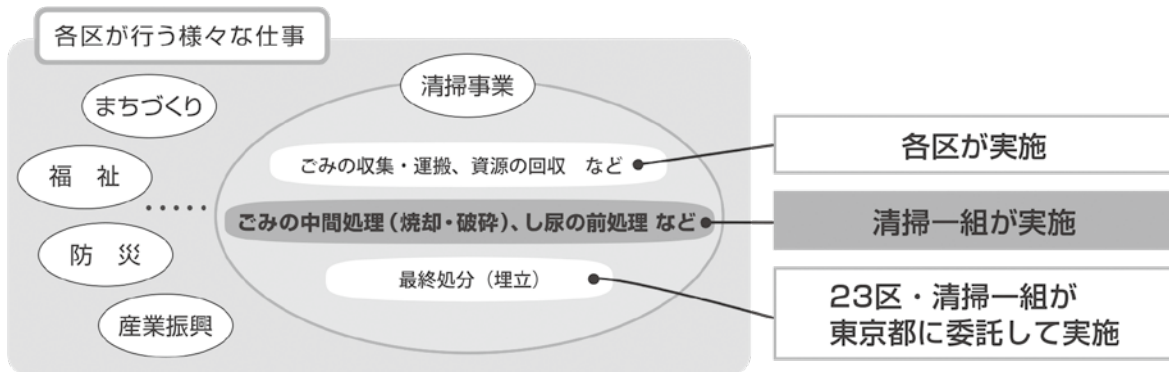 各区が行う様々な仕事
まちづくり
福 祉
防 災
産業振興
‥‥‥
清掃事業
ごみの収集・運搬、資源の回収 など
ごみの中間処理(焼却・破砕)、し尿の前処理 など
最終処分(埋立)
各区が実施
清掃一組が実施
23区・清掃一組が
東京都に委託して実施